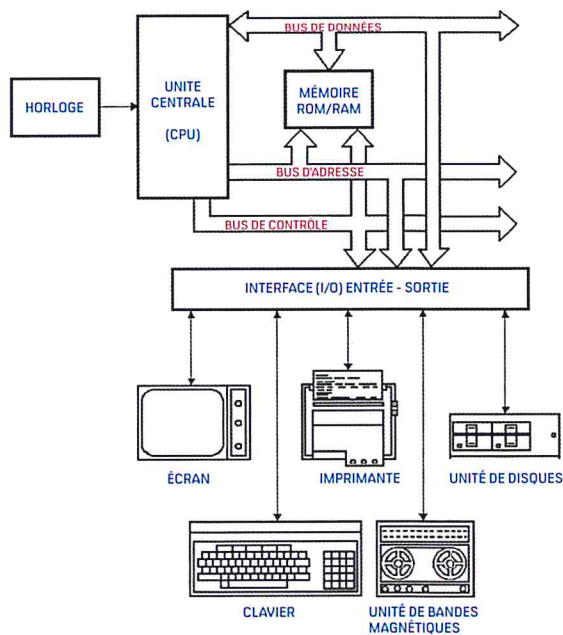 BUS DE DONNÉES
UNITE
CENTRALE
(CPU)
HORLOGE
MÉMOIRE
ROM/RAM
BUS D'ADRESSE
BUS DE CONTRÔLE
INTERFACE (I/O) ENTRÉE - SORTIE
ÉCRAN
IMPRIMANTE
UNITÉ DE DISQUES
CLAVIER
UNITÉ DE BANDES
MAGNÉTIQUES